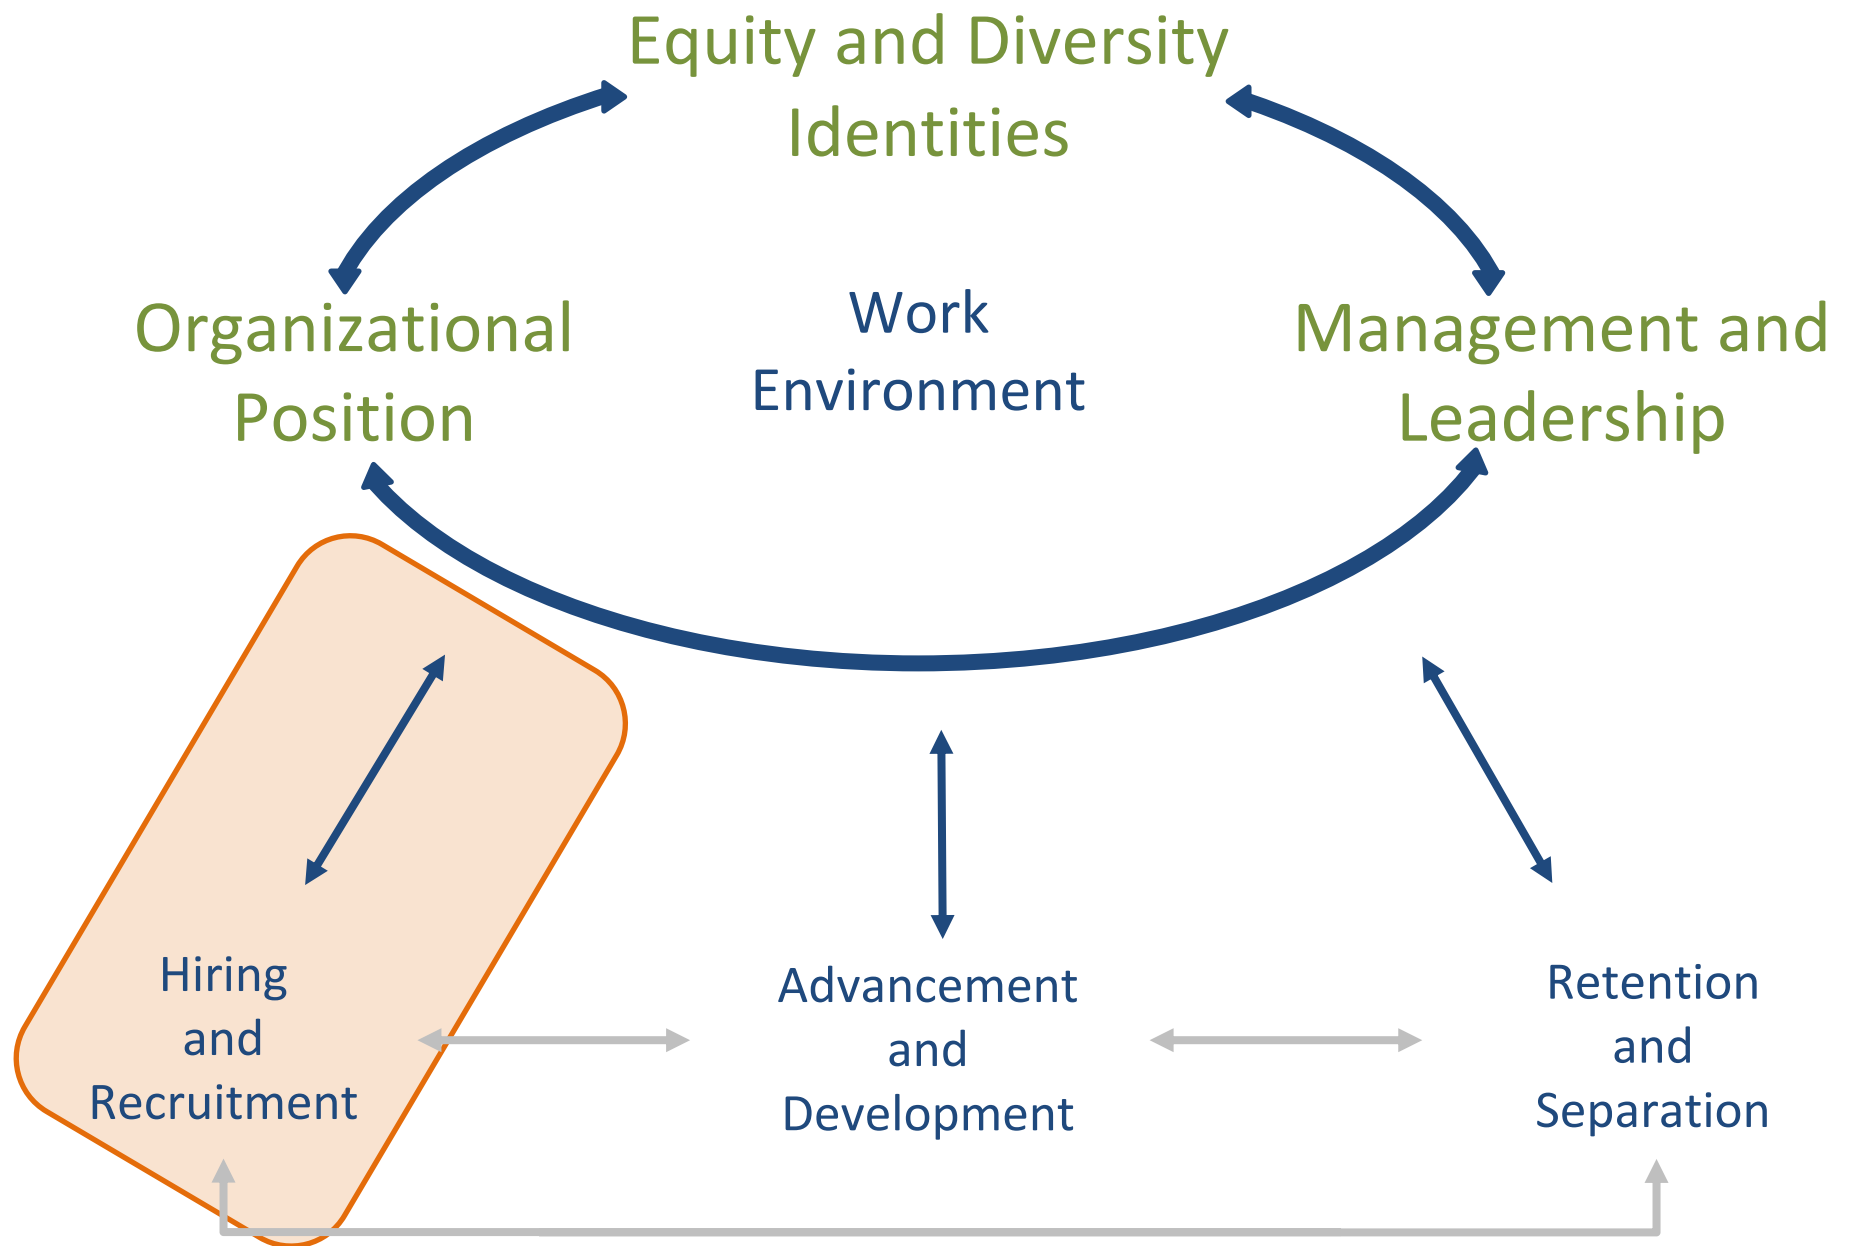 Equity and Diversity
Identities
Organizational
Position
Work
Environment
Management and
Leadership
Hiring
and
Recruitment
Advancement
and
Development
Retention
and
Separation